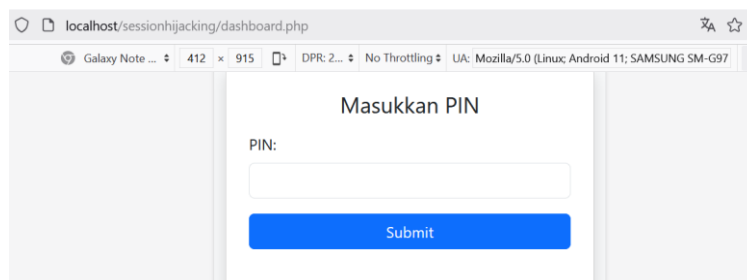 localhost/sessionhijacking/dashboard.php
Galaxy Note ... 412 × 915 DPR: 2... No Throttling UA: Mozilla/5.0 (Linux; Android 11; SAMSUNG SM-G97
Masukkan PIN
PIN:
Submit